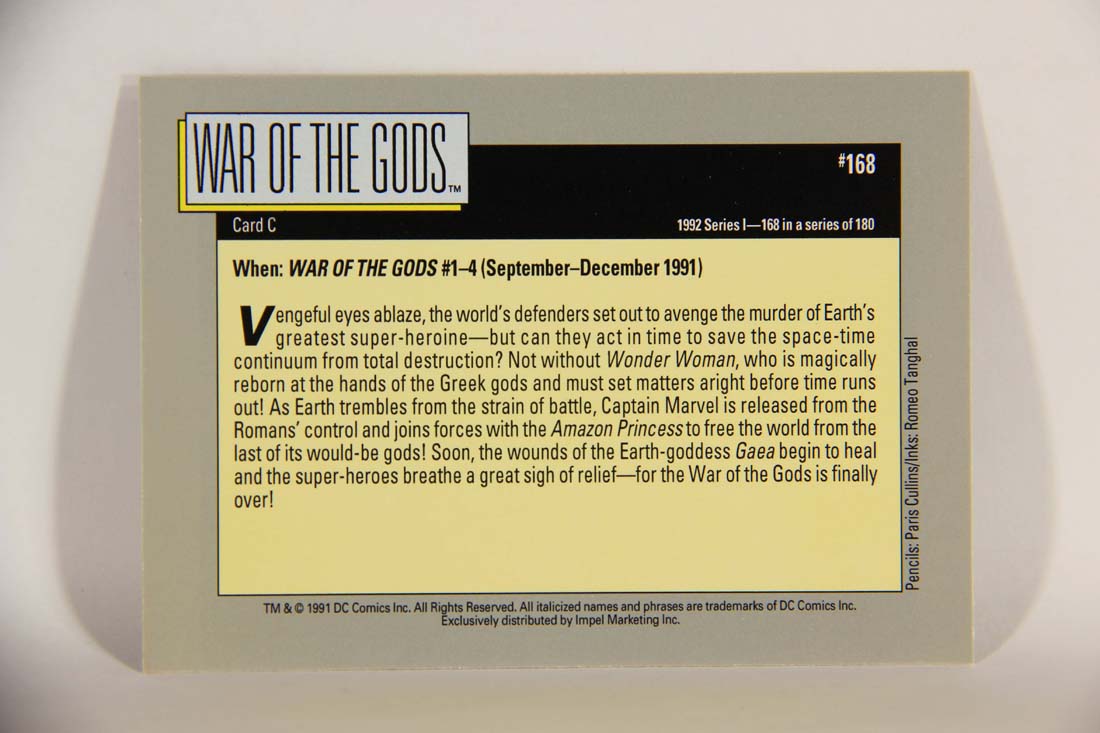 WAR OF THE GODS™
#168
Card C
1992 Series I—168 in a series of 180
When: WAR OF THE GODS #1–4 (September–December 1991)
Vengeful eyes ablaze, the world's defenders set out to avenge the murder of Earth's
greatest super-heroine—but can they act in time to save the space-time
continuum from total destruction? Not without Wonder Woman, who is magically
reborn at the hands of the Greek gods and must set matters aright before time runs
out! As Earth trembles from the strain of battle, Captain Marvel is released from the
Romans' control and joins forces with the Amazon Princess to free the world from the
last of its would-be gods! Soon, the wounds of the Earth-goddess Gaea begin to heal
and the super-heroes breathe a great sigh of relief—for the War of the Gods is finally
over!
Pencils: Paris Cullins/Inks: Romeo Tanghal
TM & © 1991 DC Comics Inc. All Rights Reserved. All italicized names and phrases are trademarks of DC Comics Inc.
Exclusively distributed by Impel Marketing Inc.